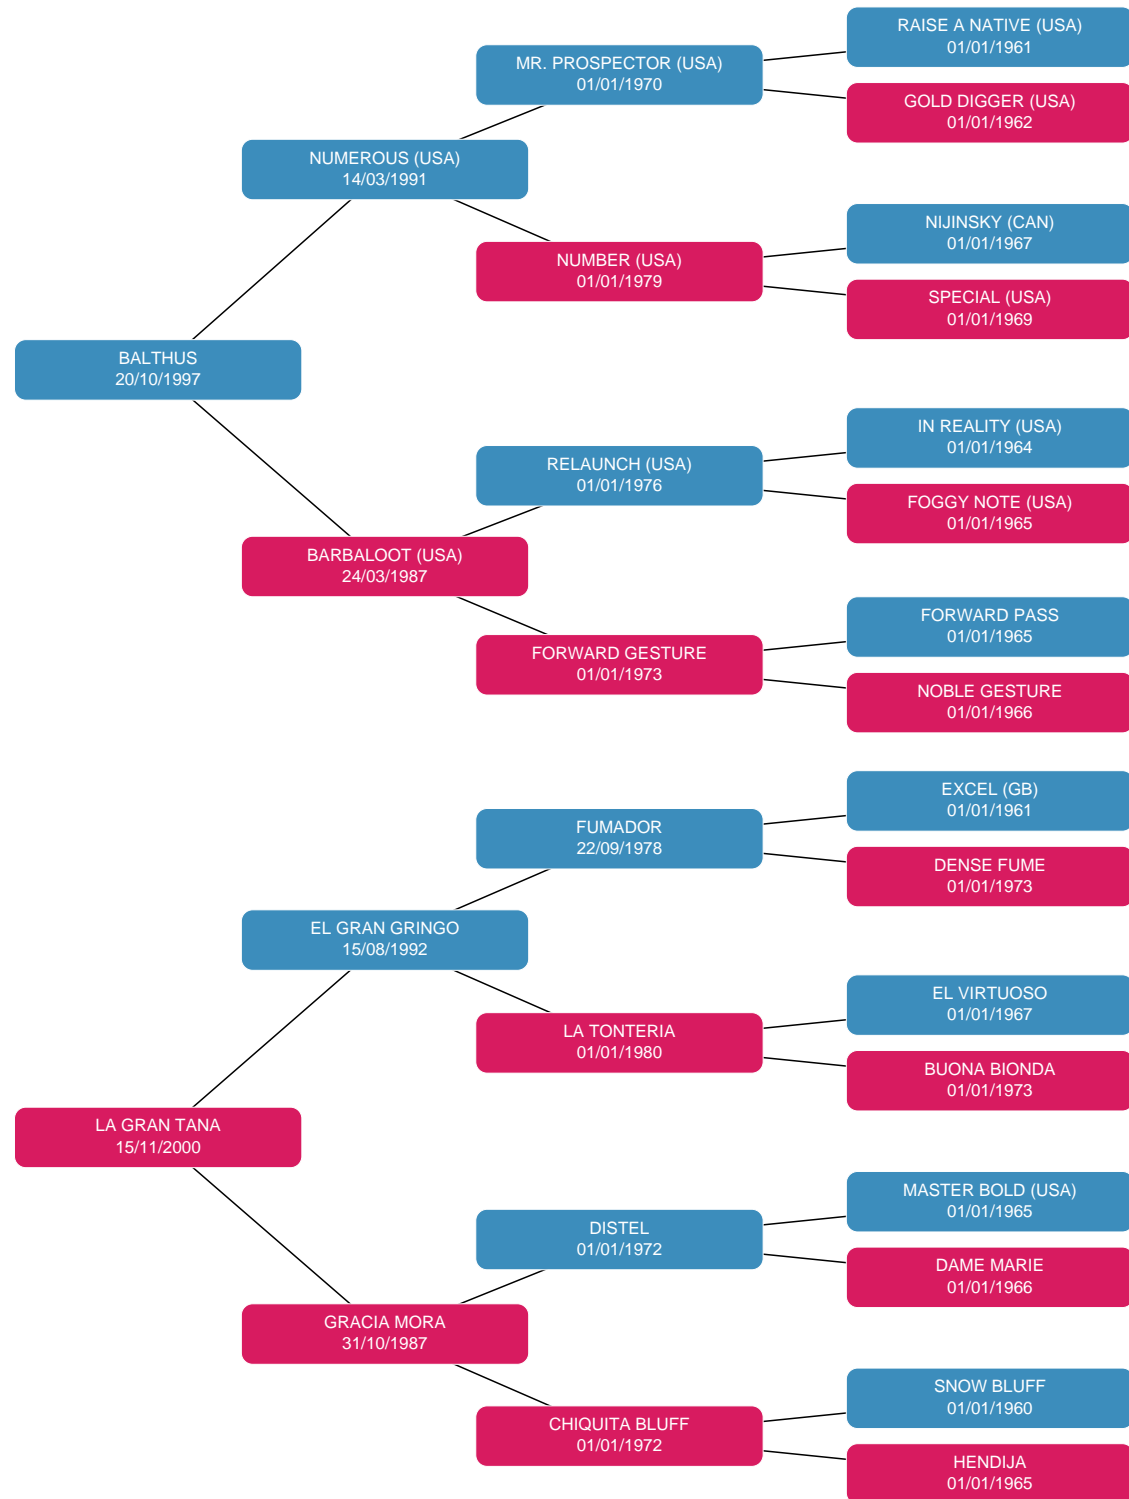 RAISE A NATIVE (USA)
01/01/1961
MR. PROSPECTOR (USA)
01/01/1970
GOLD DIGGER (USA)
01/01/1962
NUMEROUS (USA)
14/03/1991
NIJINSKY (CAN)
01/01/1967
NUMBER (USA)
01/01/1979
SPECIAL (USA)
01/01/1969
BALTHUS
20/10/1997
IN REALITY (USA)
01/01/1964
RELAUNCH (USA)
01/01/1976
FOGGY NOTE (USA)
01/01/1965
BARBALOOT (USA)
24/03/1987
FORWARD PASS
01/01/1965
FORWARD GESTURE
01/01/1973
NOBLE GESTURE
01/01/1966
EXCEL (GB)
01/01/1961
FUMADOR
22/09/1978
DENSE FUME
01/01/1973
EL GRAN GRINGO
15/08/1992
EL VIRTUOSO
01/01/1967
LA TONTERIA
01/01/1980
BUONA BIONDA
01/01/1973
LA GRAN TANA
15/11/2000
MASTER BOLD (USA)
01/01/1965
DISTEL
01/01/1972
DAME MARIE
01/01/1966
GRACIA MORA
31/10/1987
SNOW BLUFF
01/01/1960
CHIQUITA BLUFF
01/01/1972
HENDIJA
01/01/1965